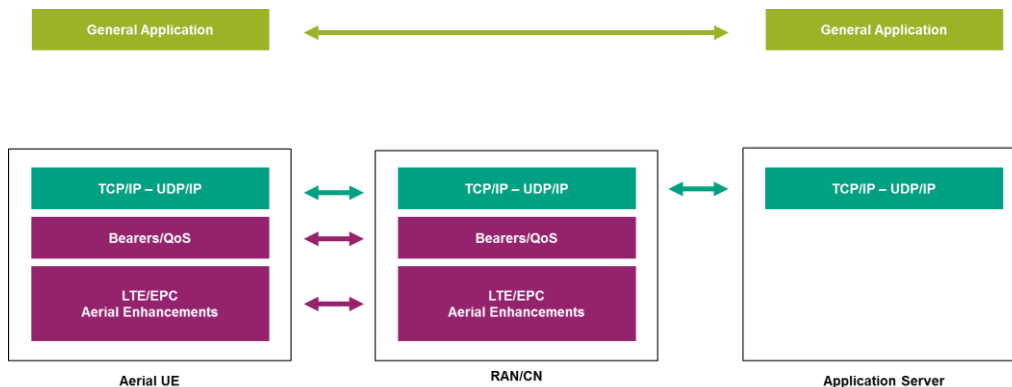 General Application
General Application
TCP/IP – UDP/IP
TCP/IP – UDP/IP
TCP/IP – UDP/IP
Bearers/QoS
Bearers/QoS
LTE/EPC
Aerial Enhancements
LTE/EPC
Aerial Enhancements
Aerial UE
RAN/CN
Application Server